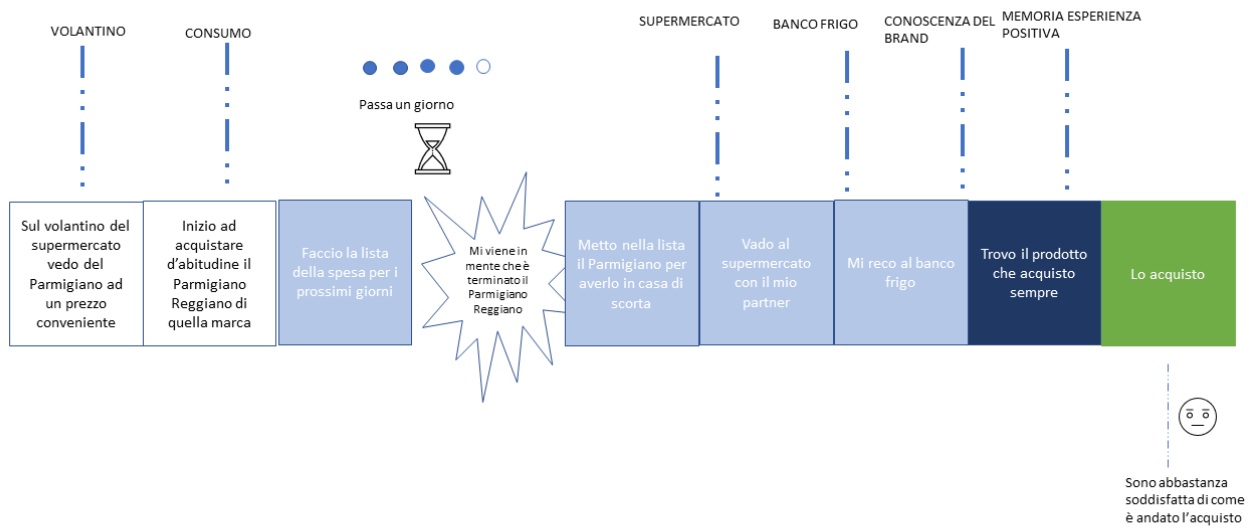 VOLANTINO
CONSUMO
SUPERMERCATO
BANCO FRIGO
CONOSCENZA DEL
BRAND
MEMORIA ESPERIENZA
POSITIVA
Passa un giorno
Sul volantino del
supermercato
vedo del
Parmigiano ad
un prezzo
conveniente
Inizio ad
acquistare
d'abitudine il
Parmigiano
Reggiano di
quella marca
Faccio la lista
della spesa per i
prossimi giorni
Mi viene in
mente che è
terminato il
Parmigiano
Reggiano
Metto nella lista
il Parmigiano per
averlo in casa di
scorta
Vado al
supermercato
con il mio
partner
Mi reco al banco
frigo
Trovo il prodotto
che acquisto
sempre
Lo acquisto
Sono abbastanza
soddisfatta di come
è andato l'acquisto